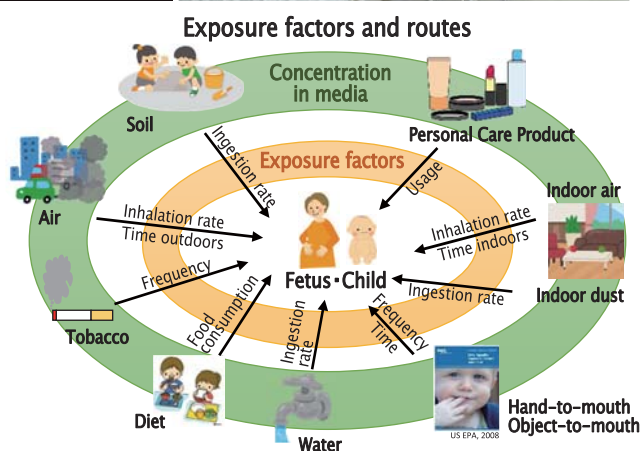 Exposure factors and routes
Concentration
in media
Soil
Personal Care Product
Ingestion rate
Exposure factors
Usage
Air
Inhalation rate
Time outdoors
Indoor air
Inhalation rate
Time indoors
Fetus・Child
Frequency
Ingestion rate
Indoor dust
Tobacco
Food
consumption
Ingestion
rate
Frequency
Time
Diet
Water
Hand-to-mouth
Object-to-mouth
US EPA, 2008